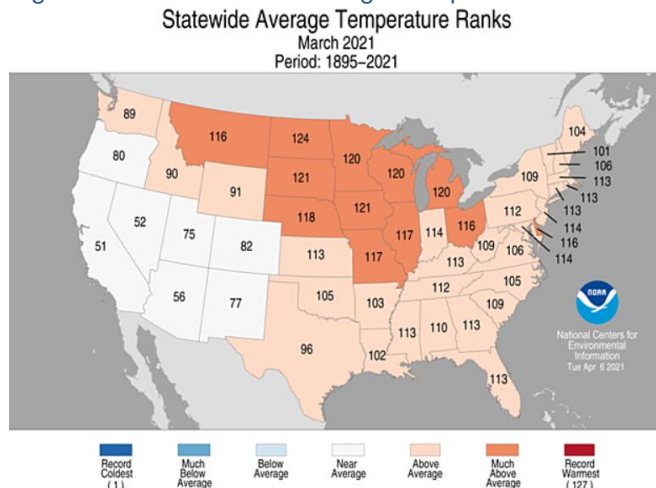 Statewide Average Temperature Ranks
March 2021
Period: 1895–2021
89
116
124
120
104
80
90
120
101
121
120
109
106
91
113
118
121
112
113
52
75
82
117
114
116
113
51
113
117
109
106
114
113
116
114
56
77
105
103
112
105
109
96
113
110
113
102
113
NOAA
National Centers for
Environmental
Information
Tue Apr 6 2021
Record
Coldest
(1)
Much
Below
Average
Below
Average
Near
Average
Above
Average
Much
Above
Average
Record
Warmest
(127)